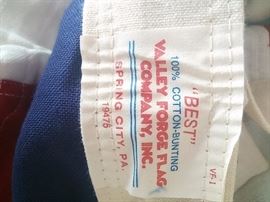 "BEST"
100% COTTON-BUNTING
VALLEY FORGE FLAG
COMPANY, INC.
SPRING CITY, PA.
19475
VF-1